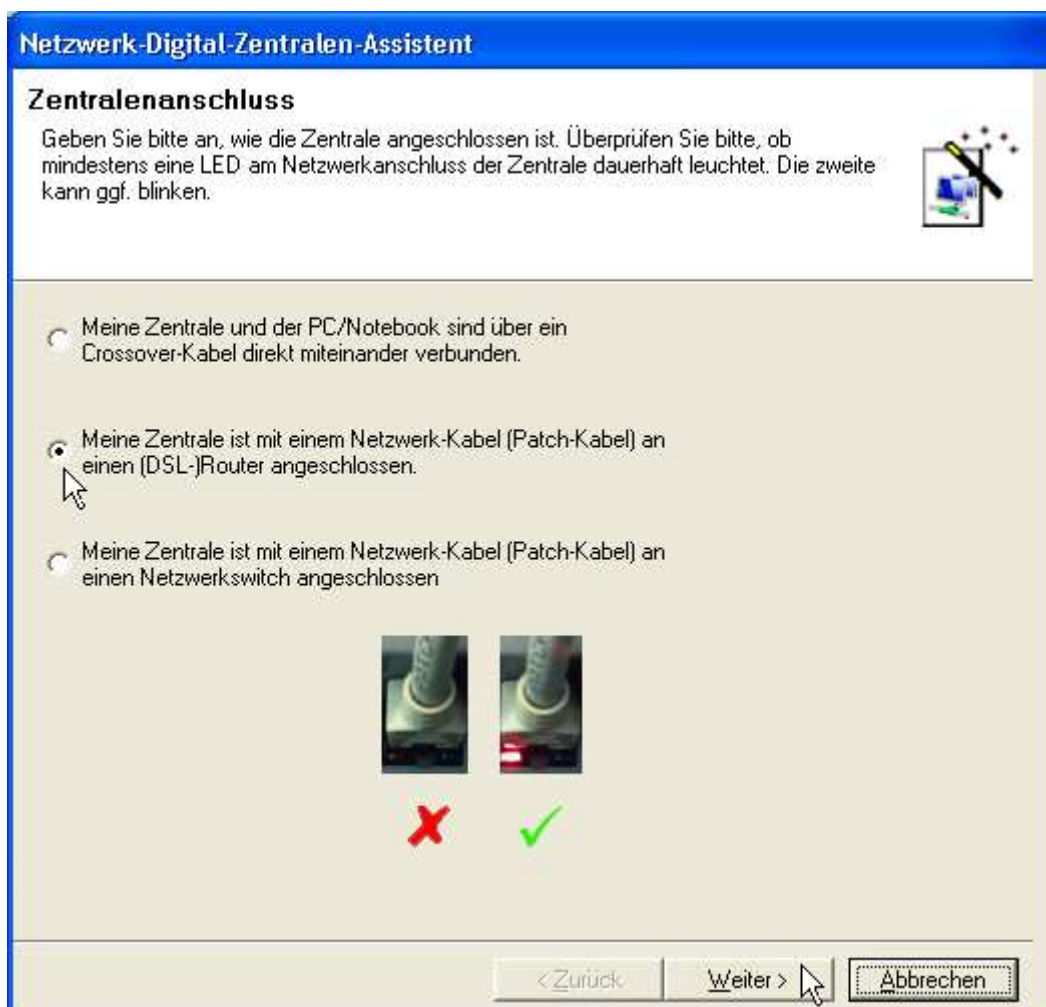 Netzwerk-Digital-Zentralen-Assistent
Zentralenanschluss
Geben Sie bitte an, wie die Zentrale angeschlossen ist. Überprüfen Sie bitte, ob
mindestens eine LED am Netzwerkanschluss der Zentrale dauerhaft leuchtet. Die zweite
kann ggf. blinken.
Meine Zentrale und der PC/Notebook sind über ein
Crossover-Kabel direkt miteinander verbunden.
Meine Zentrale ist mit einem Netzwerk-Kabel (Patch-Kabel) an
einen (DSL-)Router angeschlossen.
Meine Zentrale ist mit einem Netzwerk-Kabel (Patch-Kabel) an
einen Netzwerkswitch angeschlossen
< Zurück Weiter > Abbrechen